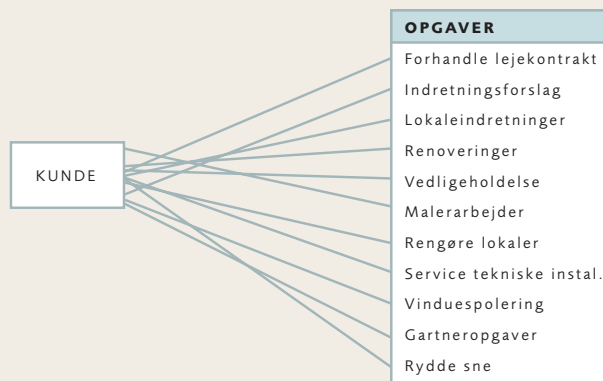 KUNDE
OPGAVER
Forhandle lejekontrakt
Indretningsforslag
Lokaleindretninger
Renoveringer
Vedligeholdelse
Malerarbejder
Rengøre lokaler
Service tekniske instal.
Vinduespolering
Gartneropgaver
Rydde sne